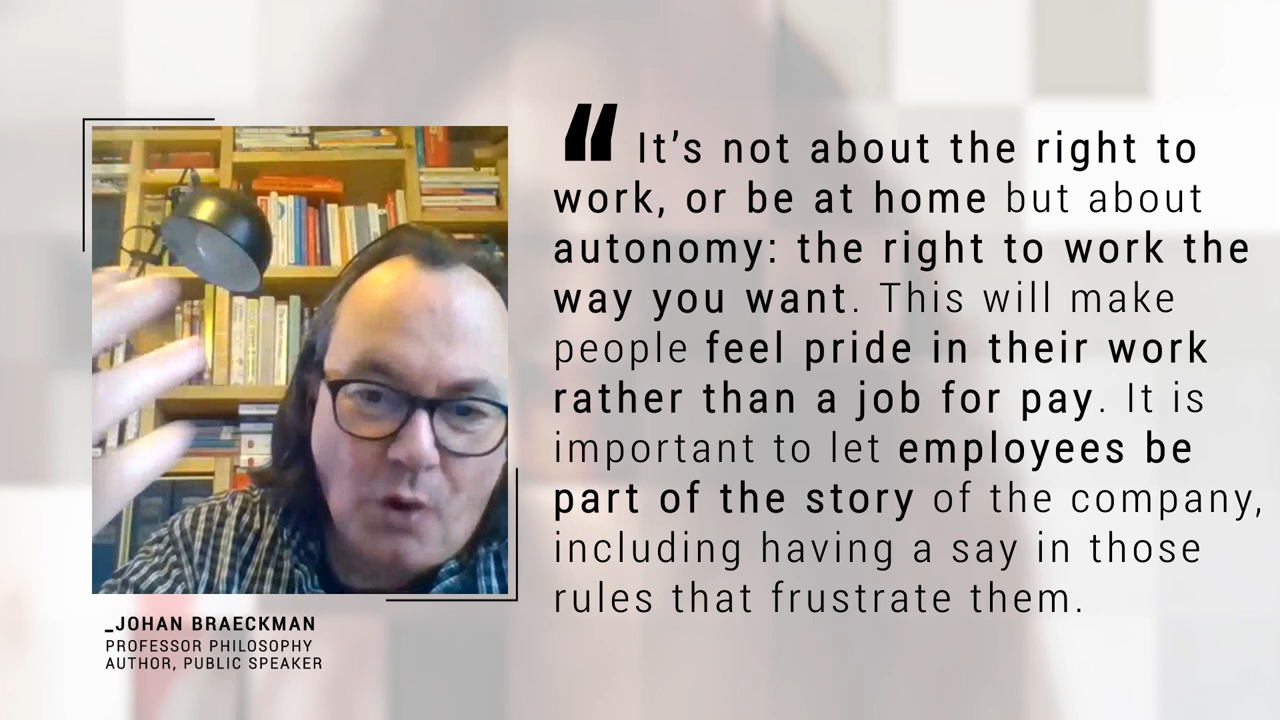 “ It’s not about the right to
work, or be at home but about
autonomy: the right to work the
way you want. This will make
people feel pride in their work
rather than a job for pay. It is
important to let employees be
part of the story of the company,
including having a say in those
rules that frustrate them.
_JOHAN BRAECKMAN
PROFESSOR PHILOSOPHY
AUTHOR, PUBLIC SPEAKER